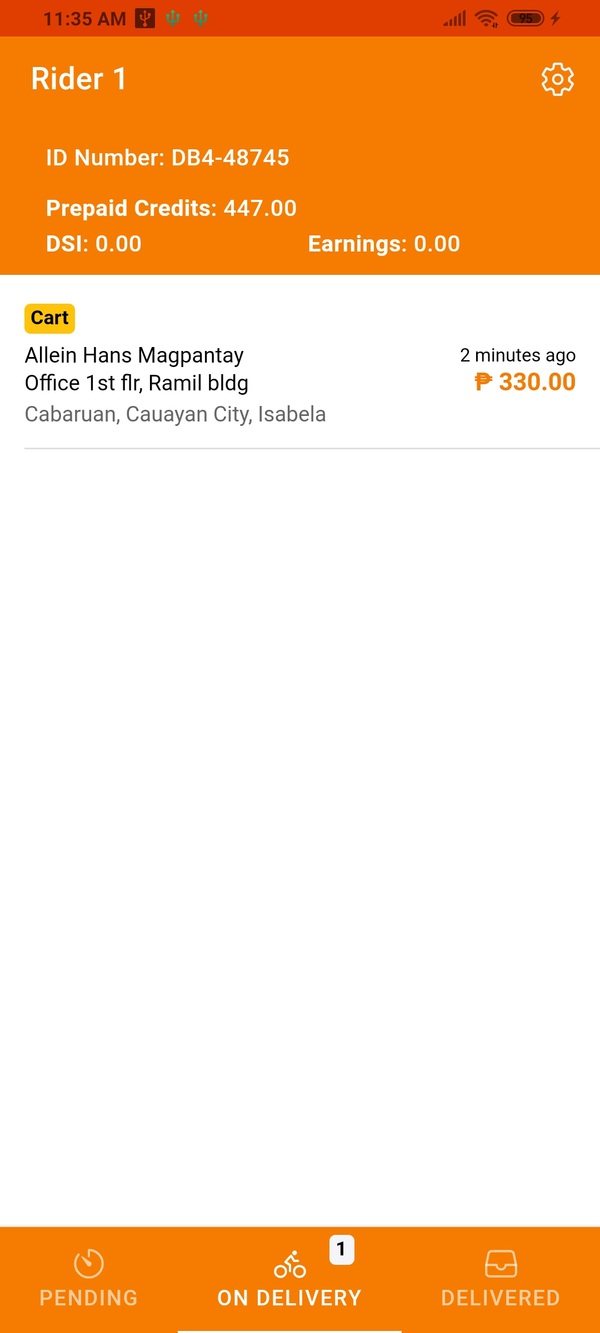 11:35 AM
95
Rider 1
ID Number: DB4-48745
Prepaid Credits: 447.00
DSI: 0.00
Earnings: 0.00
Cart
Allein Hans Magpantay
2 minutes ago
Office 1st flr, Ramil bldg
₱ 330.00
Cabaruan, Cauayan City, Isabela
1
PENDING
ON DELIVERY
DELIVERED